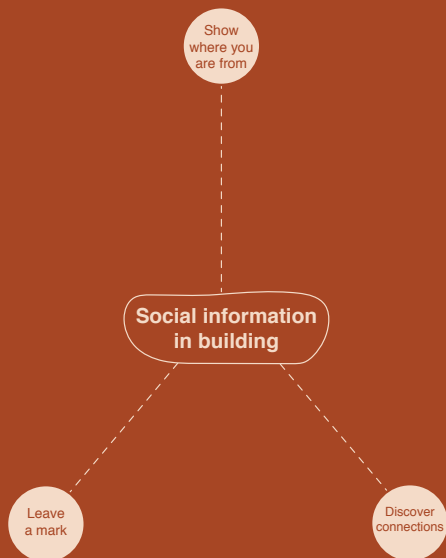 Show
where you
are from
Social information
in building
Leave
a mark
Discover
connections